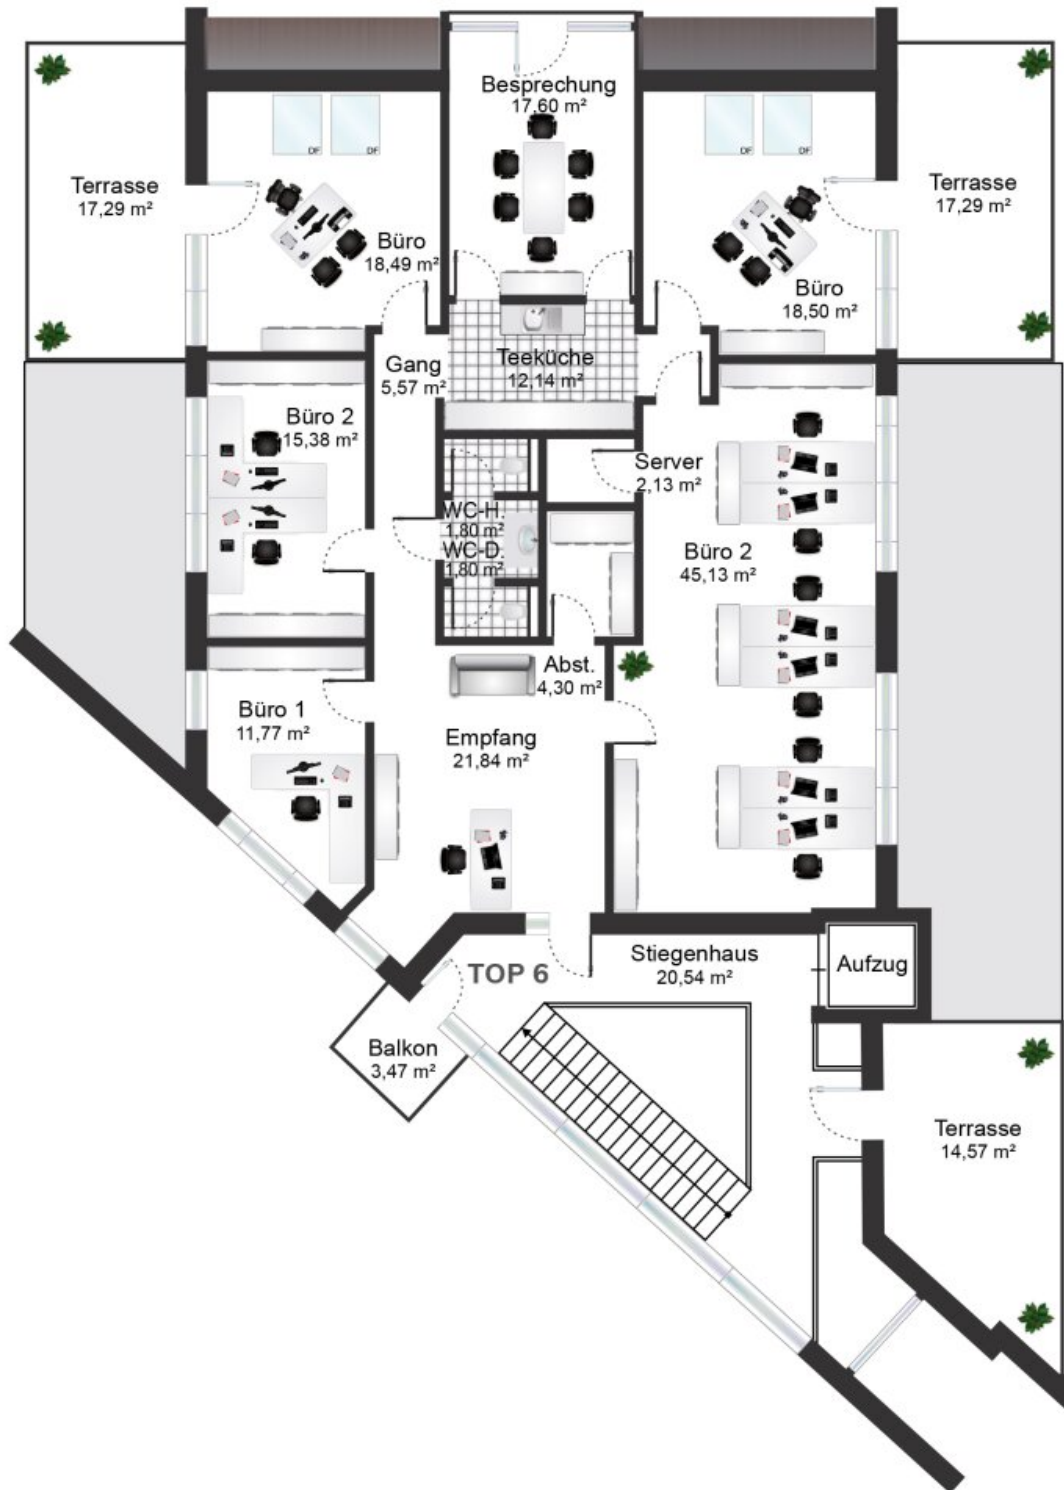 Besprechung
17,60 m²
DF
DF
DF
DF
Terrasse
17,29 m²
Büro
18,49 m²
Büro
18,50 m²
Terrasse
17,29 m²
Gang
5,57 m²
Teeküche
12,14 m²
Büro 2
15,38 m²
Server
2,13 m²
WC-H.
1,80 m²
WC-D.
1,80 m²
Büro 2
45,13 m²
Büro 1
11,77 m²
Abst.
4,30 m²
Empfang
21,84 m²
TOP 6
Stiegenhaus
20,54 m²
Aufzug
Balkon
3,47 m²
Terrasse
14,57 m²